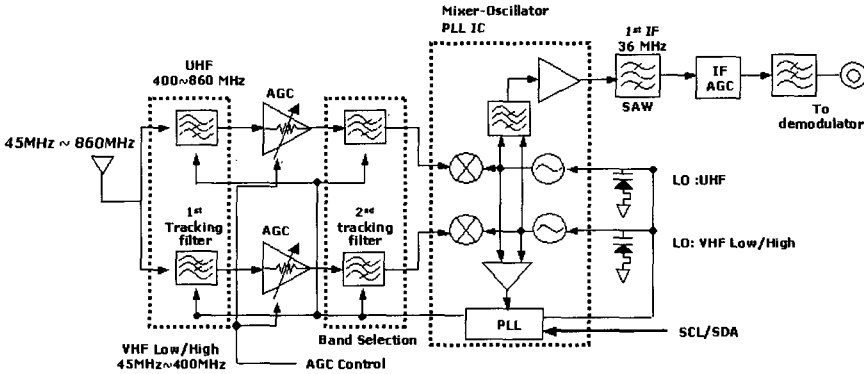 Mixer-Oscillator
PLL IC
1st IF
36 MHz
UHF
400~860 MHz
AGC
IF
AGC
SAW
To
demodulator
45MHz ~ 860MHz
LO :UHF
1st
Tracking
filter
AGC
2nd
tracking
filter
LO: VHF Low/High
PLL
SCL/SDA
Band Selection
VHF Low/High
45MHz~400MHz
AGC Control